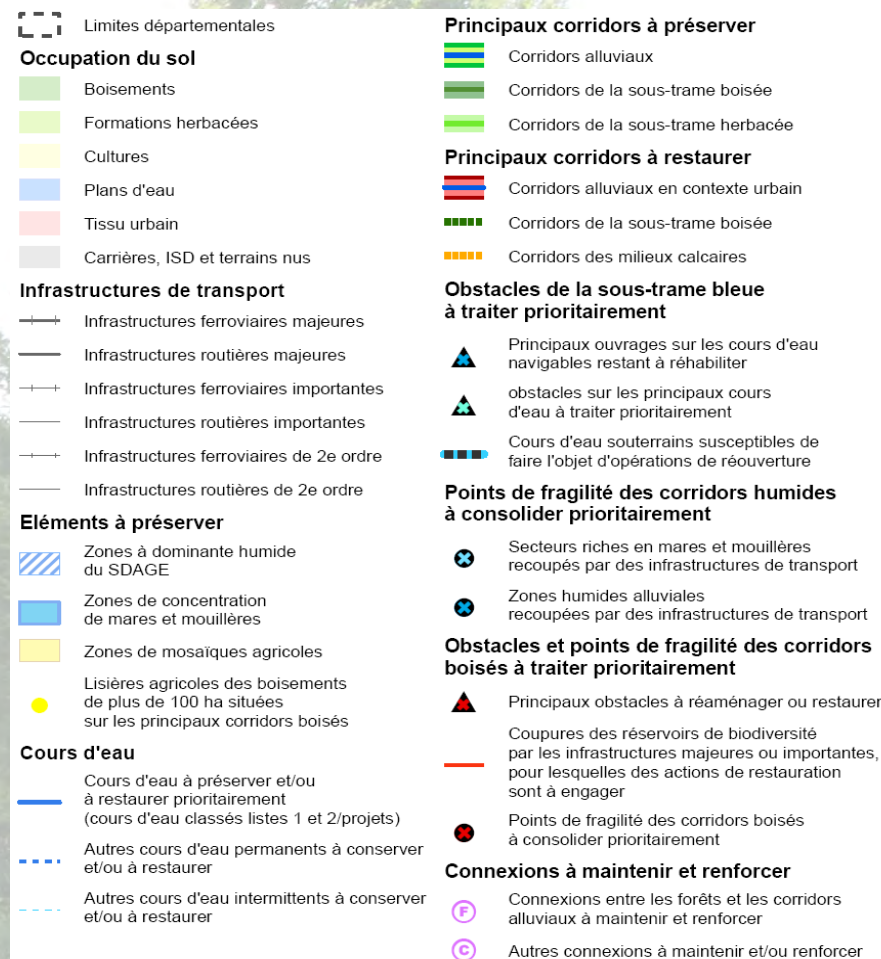 Limites départementales
Occupation du sol
Boisements
Formations herbacées
Cultures
Plans d'eau
Tissu urbain
Carrières, ISD et terrains nus
Infrastructures de transport
Infrastructures ferroviaires majeures
Infrastructures routières majeures
Infrastructures ferroviaires importantes
Infrastructures routières importantes
Infrastructures ferroviaires de 2e ordre
Infrastructures routières de 2e ordre
Eléments à préserver
Zones à dominante humide
du SDAGE
Zones de concentration
de mares et mouillères
Zones de mosaïques agricoles
Lisières agricoles des boisements
de plus de 100 ha situées
sur les principaux corridors boisés
Cours d'eau
Cours d'eau à préserver et/ou
à restaurer prioritairement
(cours d'eau classés listes 1 et 2/projets)
Autres cours d'eau permanents à conserver
et/ou à restaurer
Autres cours d'eau intermittents à conserver
et/ou à restaurer
Principaux corridors à préserver
Corridors alluviaux
Corridors de la sous-trame boisée
Corridors de la sous-trame herbacée
Principaux corridors à restaurer
Corridors alluviaux en contexte urbain
Corridors de la sous-trame boisée
Corridors des milieux calcaires
Obstacles de la sous-trame bleue
à traiter prioritairement
Principaux ouvrages sur les cours d'eau
navigables restant à réhabiliter
obstacles sur les principaux cours
d'eau à traiter prioritairement
Cours d'eau souterrains susceptibles de
faire l'objet d'opérations de réouverture
Points de fragilité des corridors humides
à consolider prioritairement
Secteurs riches en mares et mouillères
recoupés par des infrastructures de transport
Zones humides alluviales
recoupées par des infrastructures de transport
Obstacles et points de fragilité des corridors
boisés à traiter prioritairement
Principaux obstacles à réaménager ou restaurer
Coupures des réservoirs de biodiversité
par les infrastructures majeures ou importantes,
pour lesquelles des actions de restauration
sont à engager
Points de fragilité des corridors boisés
à consolider prioritairement
Connexions à maintenir et renforcer
F
Connexions entre les forêts et les corridors
alluviaux à maintenir et renforcer
C
Autres connexions à maintenir et/ou renforcer